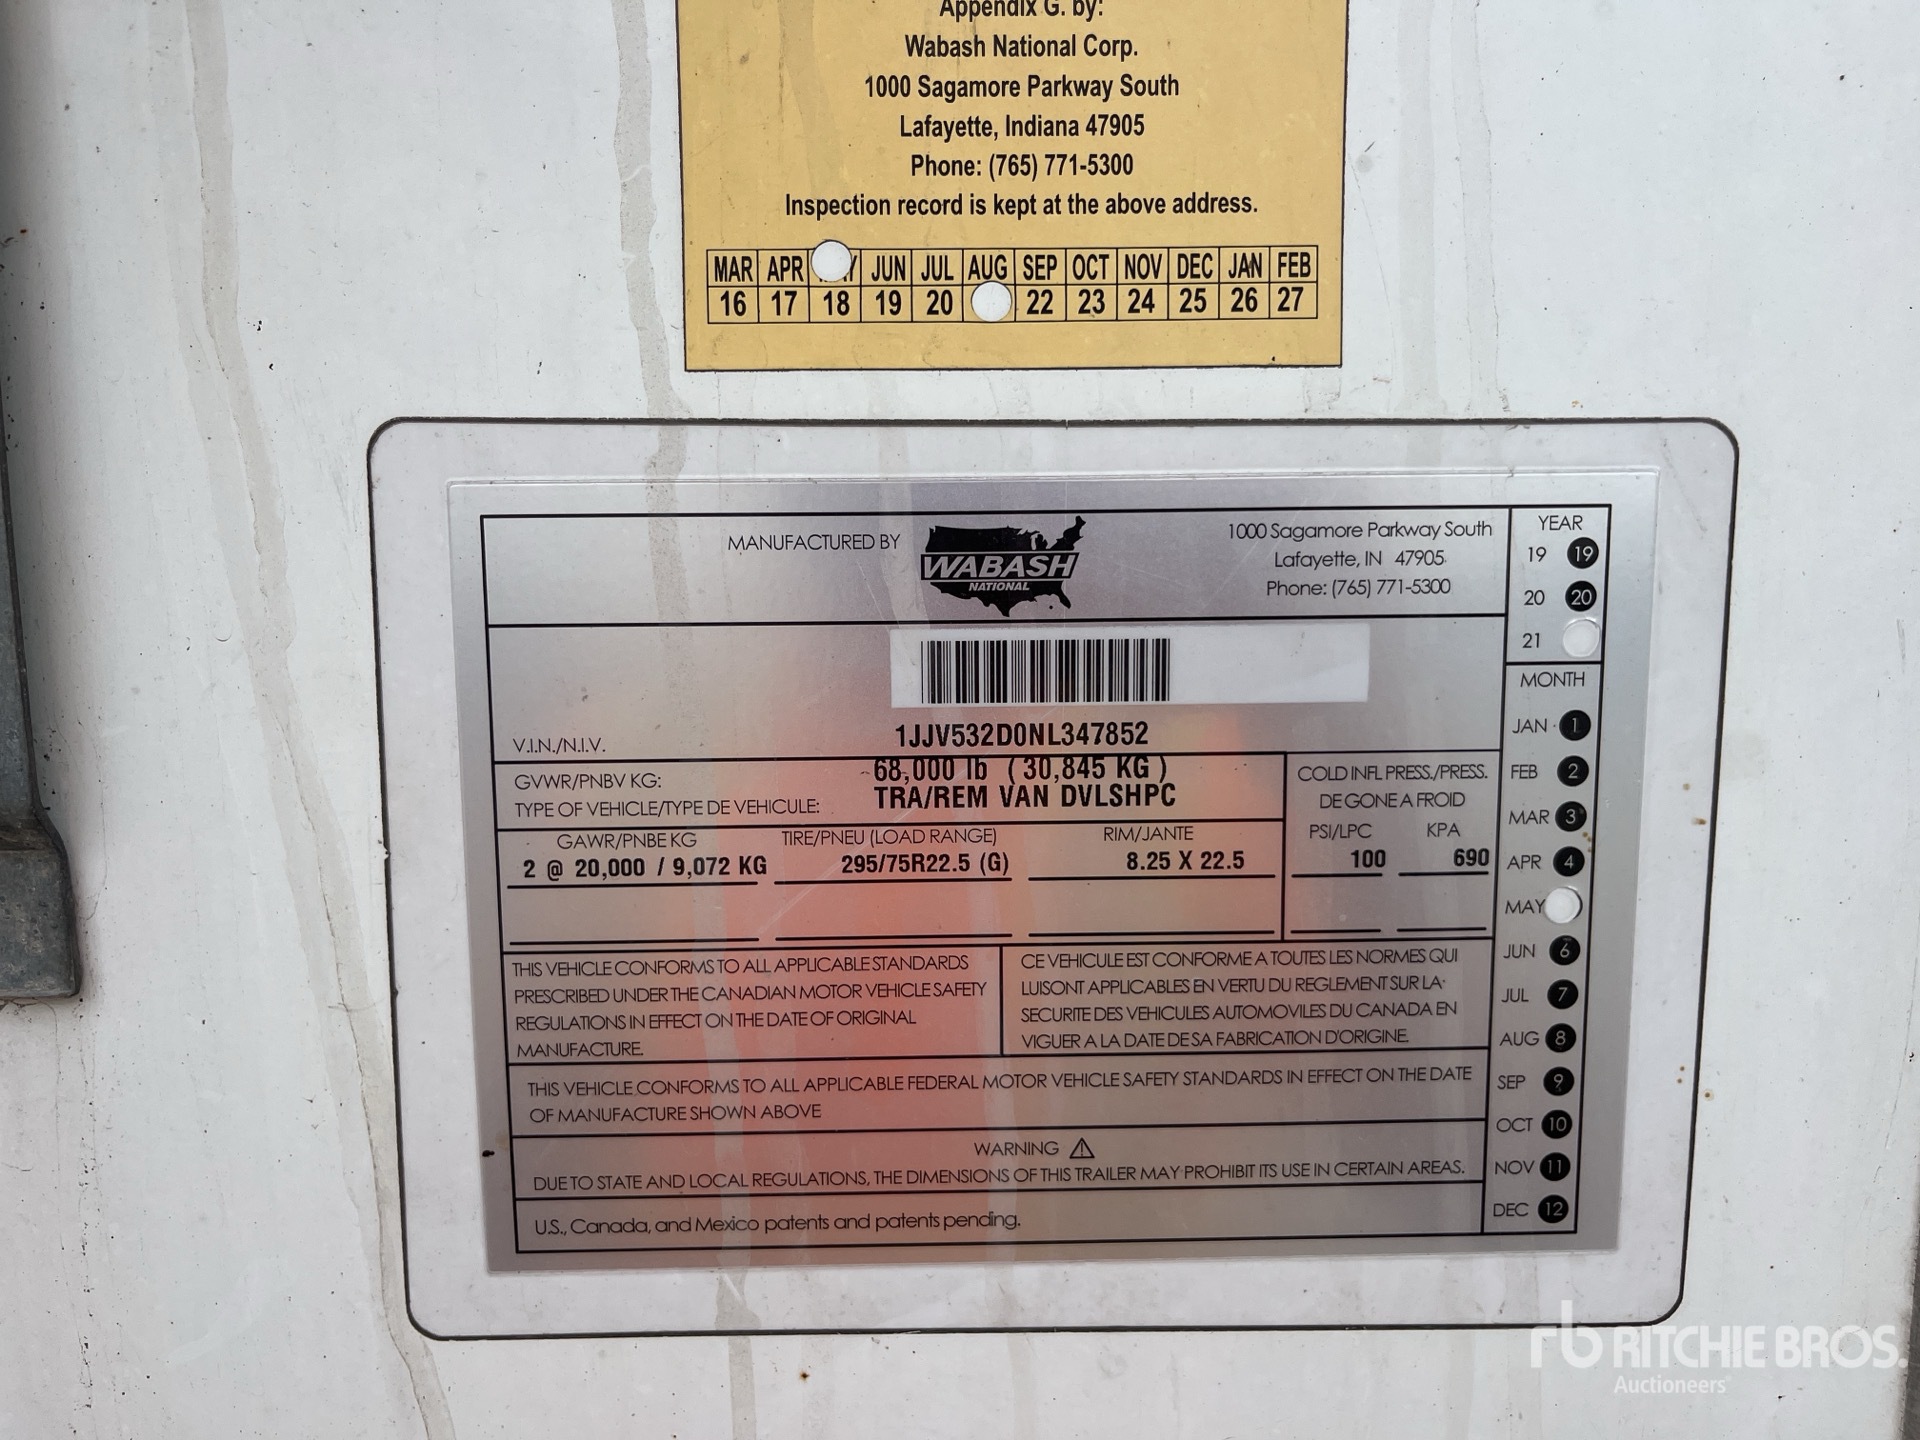 Appendix G. by:
Wabash National Corp.
1000 Sagamore Parkway South
Lafayette, Indiana 47905
Phone: (765) 771-5300
Inspection record is kept at the above address.
MAR APR JUN JUL AUG SEP OCT NOV DEC JAN FEB
16 17 18 19 20 22 23 24 25 26 27
MANUFACTURED BY
WABASH
NATIONAL
1000 Sagamore Parkway South
Lafayette, IN 47905
Phone: (765) 771-5300
YEAR
19 19
20 20
21
V.I.N./N.I.V. 1JJV532D0NL347852
GVWR/PNBV KG: 68,000 lb (30,845 KG)
TYPE OF VEHICLE/TYPE DE VEHICULE: TRA/REM VAN DVLSHPC
COLD INFL PRESS./PRESS.
DE GONE A FROID
GAWR/PNBE KG TIRE/PNEU (LOAD RANGE) RIM/JANTE PSI/LPC KPA
2 @ 20,000 / 9,072 KG 295/75R22.5 (G) 8.25 X 22.5 100 690
THIS VEHICLE CONFORMS TO ALL APPLICABLE STANDARDS
PRESCRIBED UNDER THE CANADIAN MOTOR VEHICLE SAFETY
REGULATIONS IN EFFECT ON THE DATE OF ORIGINAL
MANUFACTURE.
CE VEHICULE EST CONFORME A TOUTES LES NORMES QUI
LUI SONT APPLICABLES EN VERTU DU REGLEMENT SUR LA
SECURITE DES VEHICULES AUTOMOVILES DU CANADA EN
VIGUER A LA DATE DE SA FABRICATION D'ORIGINE.
THIS VEHICLE CONFORMS TO ALL APPLICABLE FEDERAL MOTOR VEHICLE SAFETY STANDARDS IN EFFECT ON THE DATE
OF MANUFACTURE SHOWN ABOVE
WARNING
DUE TO STATE AND LOCAL REGULATIONS, THE DIMENSIONS OF THIS TRAILER MAY PROHIBIT ITS USE IN CERTAIN AREAS.
U.S., Canada, and Mexico patents and patents pending.
MONTH
JAN 1
FEB 2
MAR 3
APR 4
MAY
JUN 6
JUL 7
AUG 8
SEP 9
OCT 10
NOV 11
DEC 12
rb RITCHIE BROS.
Auctioneers